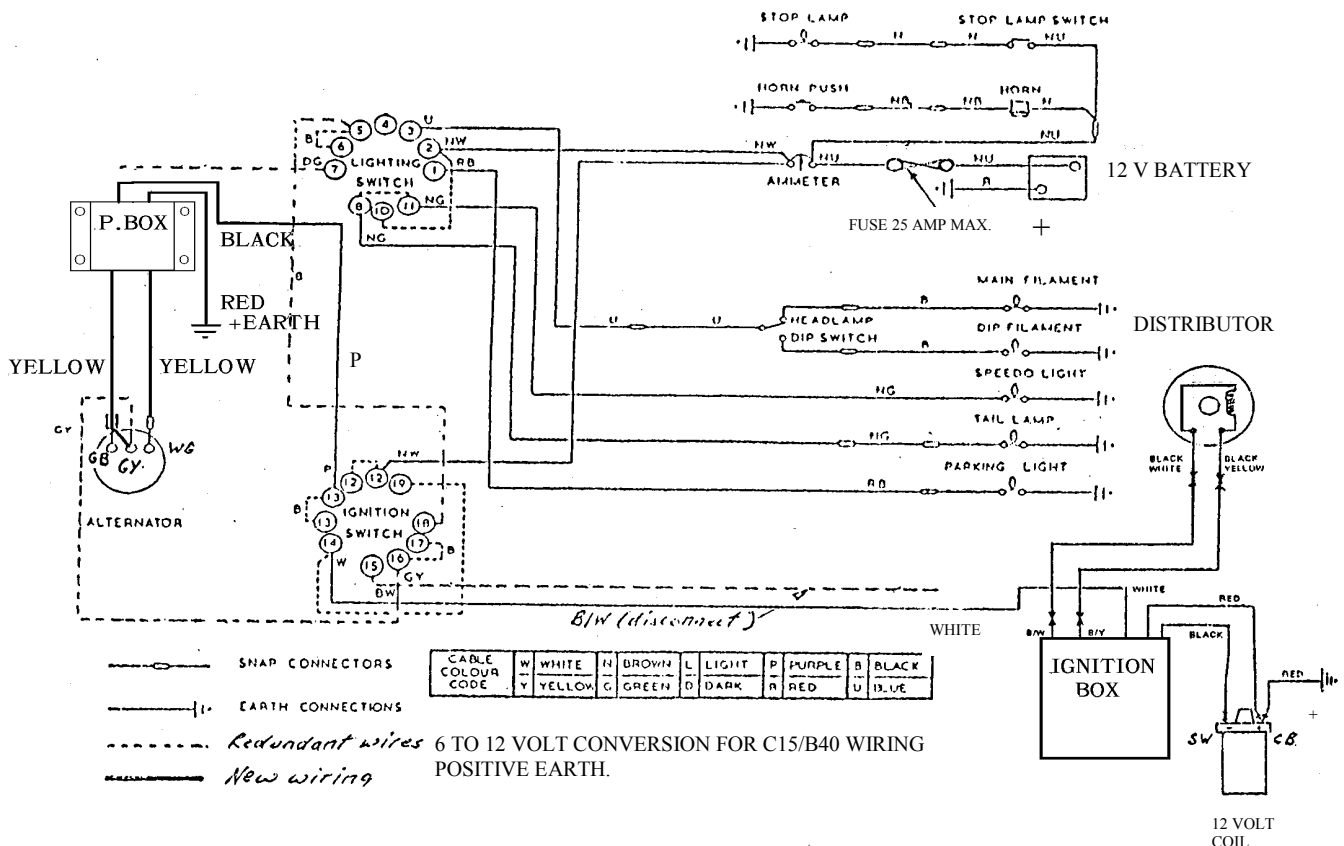 STOP LAMP
STOP LAMP SWITCH
N
N
NU
HORN PUSH
HORN
NB
NB
N
NU
5
4
3
U
B
6
2
NW
DG
7
LIGHTING
SWITCH
1
RB
8
10
11
NG
NG
NW
NU
AMMETER
NU
12 V BATTERY
FUSE 25 AMP MAX.
+
P.BOX
BLACK
B
RED
+EARTH
YELLOW
YELLOW
P
MAIN FILAMENT
U
U
HEADLAMP
DIP SWITCH
DIP FILAMENT
DISTRIBUTOR
SPEEDO LIGHT
NG
TAIL LAMP
NG
PARKING LIGHT
RB
GY
GB
GY.
WG
ALTERNATOR
P
NW
12
12
19
13
B
13
IGNITION
SWITCH
18
14
17
B
W
15
16
GY
BW
B/W (disconnect)
WHITE
BLACK
WHITE
BLACK
YELLOW
WHITE
RED
B/W
B/Y
BLACK
IGNITION
BOX
RED
+
SW
CB.
12 VOLT
COIL
SNAP CONNECTORS
EARTH CONNECTIONS
Redundant wires
New wiring
CABLE COLOUR CODE
W WHITE N BROWN L LIGHT P PURPLE B BLACK
Y YELLOW G GREEN D DARK R RED U BLUE
6 TO 12 VOLT CONVERSION FOR C15/B40 WIRING
POSITIVE EARTH.